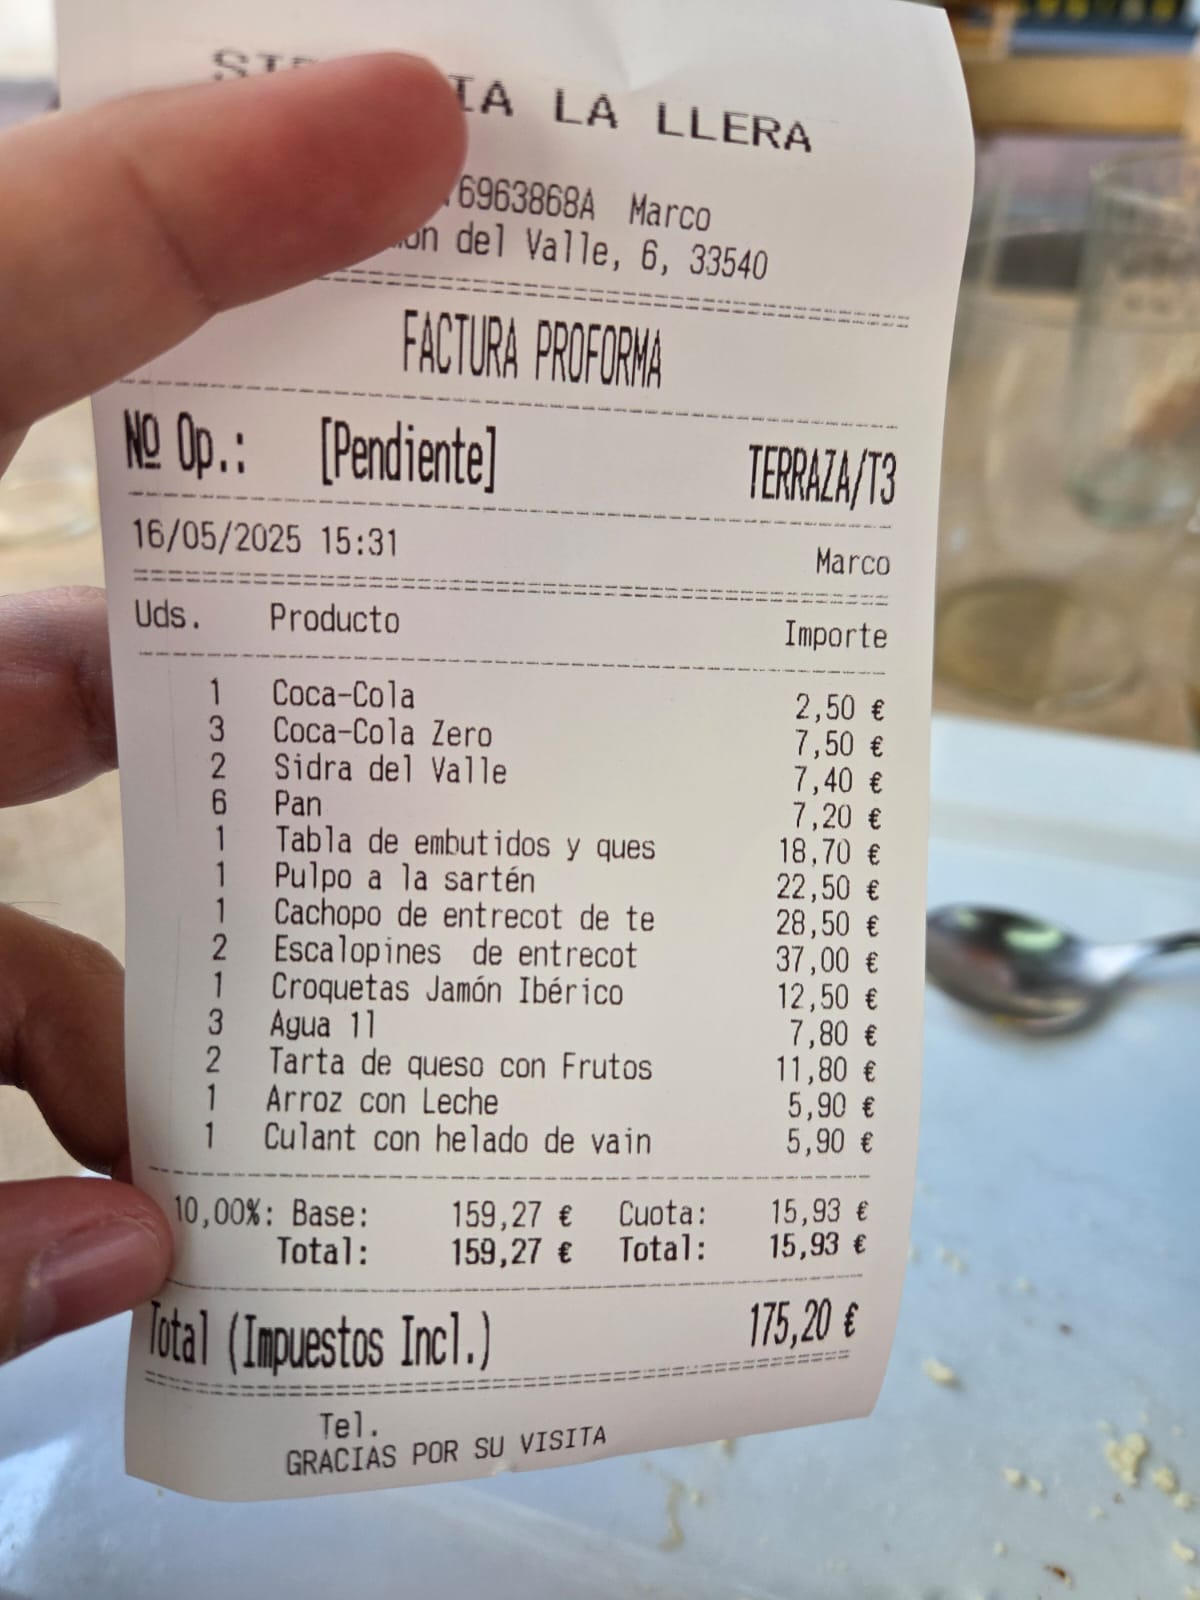 LA LLERA
6963868A Marco
del Valle, 6, 33540
FACTURA PROFORMA
Nº Op.: [Pendiente] TERRAZA/T3
16/05/2025 15:31 Marco
Uds. Producto Importe
1 Coca-Cola 2,50 €
3 Coca-Cola Zero 7,50 €
2 Sidra del Valle 7,40 €
6 Pan 7,20 €
1 Tabla de embutidos y ques 18,70 €
1 Pulpo a la sartén 22,50 €
1 Cachopo de entrecot de te 28,50 €
2 Escalopines de entrecot 37,00 €
1 Croquetas Jamón Ibérico 12,50 €
3 Agua 1l 7,80 €
2 Tarta de queso con Frutos 11,80 €
1 Arroz con Leche 5,90 €
1 Culant con helado de vain 5,90 €
10,00%: Base: 159,27 € Cuota: 15,93 €
Total: 159,27 € Total: 15,93 €
Total (Impuestos Incl.) 175,20 €
Tel.
GRACIAS POR SU VISITA